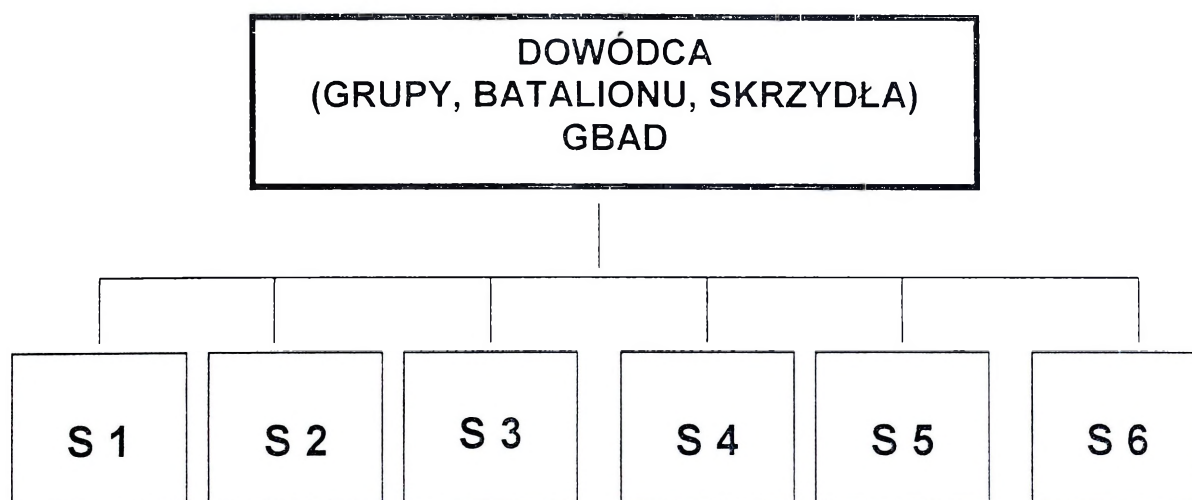 DOWÓDCA
(GRUPY, BATALIONU, SKRZYDŁA)
GBAD
S 1 S 2 S 3 S 4 S 5 S 6